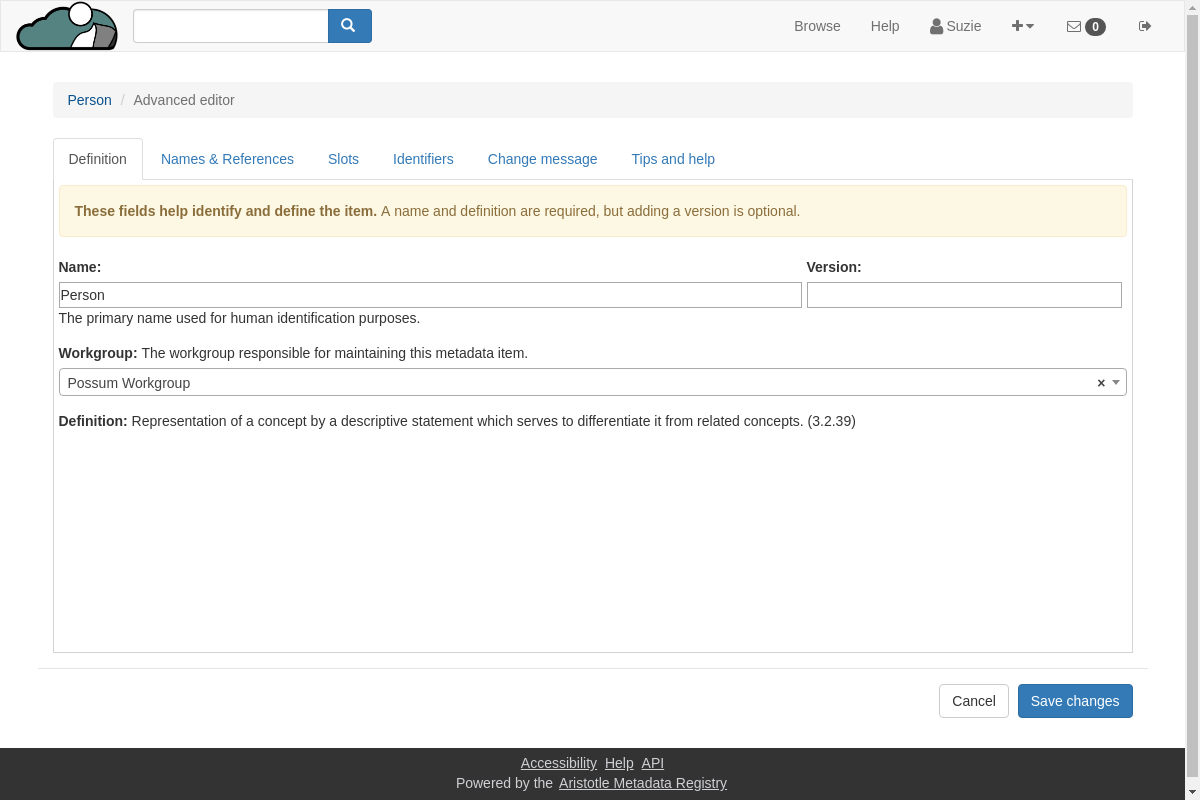 Browse Help Suzie 0
Person / Advanced editor
Definition Names & References Slots Identifiers Change message Tips and help
These fields help identify and define the item. A name and definition are required, but adding a version is optional.
Name: Version:
Person
The primary name used for human identification purposes.
Workgroup: The workgroup responsible for maintaining this metadata item.
Possum Workgroup ×
Definition: Representation of a concept by a descriptive statement which serves to differentiate it from related concepts. (3.2.39)
Cancel Save changes
Accessibility Help API
Powered by the Aristotle Metadata Registry